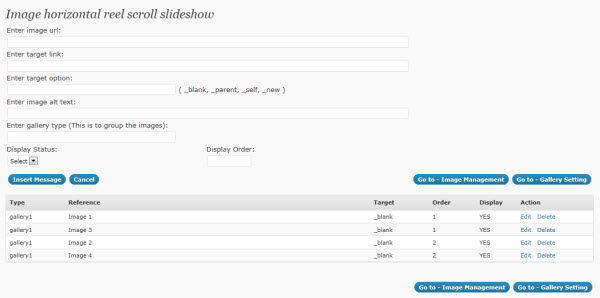 Image horizontal reel scroll slideshow
Enter image url:
Enter target link:
Enter target option:
( _blank, _parent, _self, _new )
Enter image alt text:
Enter gallery type (This is to group the images):
Display Status: Display Order:
Select
Insert Message Cancel Go to - Image Management Go to - Gallery Setting
Type Reference Target Order Display Action
gallery1 Image 1 _blank 1 YES Edit Delete
gallery1 Image 3 _blank 1 YES Edit Delete
gallery1 Image 2 _blank 2 YES Edit Delete
gallery1 Image 4 _blank 2 YES Edit Delete
Go to - Image Management Go to - Gallery Setting